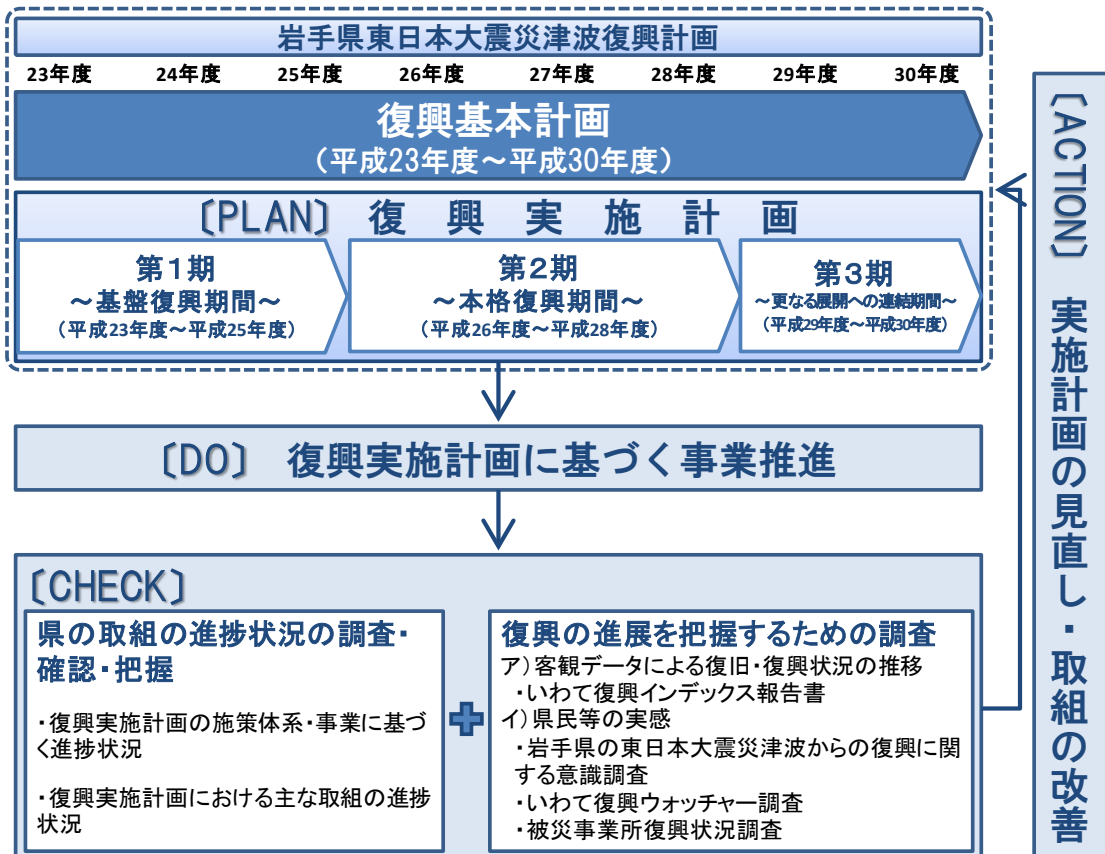 岩手県東日本大震災津波復興計画
23年度 24年度 25年度 26年度 27年度 28年度 29年度 30年度
復興基本計画
（平成23年度～平成30年度）
〔PLAN〕 復興実施計画
第１期
～基盤復興期間～
（平成23年度～平成25年度）
第２期
～本格復興期間～
（平成26年度～平成28年度）
第３期
～更なる展開への連結期間～
（平成29年度～平成30年度）
〔DO〕 復興実施計画に基づく事業推進
〔CHECK〕
県の取組の進捗状況の調査・
確認・把握
・復興実施計画の施策体系・事業に基づ
く進捗状況
・復興実施計画における主な取組の進捗
状況
復興の進展を把握するための調査
ア）客観データによる復旧・復興状況の推移
・いわて復興インデックス報告書
イ）県民等の実感
・岩手県の東日本大震災津波からの復興に関
する意識調査
・いわて復興ウォッチャー調査
・被災事業所復興状況調査
〔ACTION〕 実施計画の見直し・取組の改善